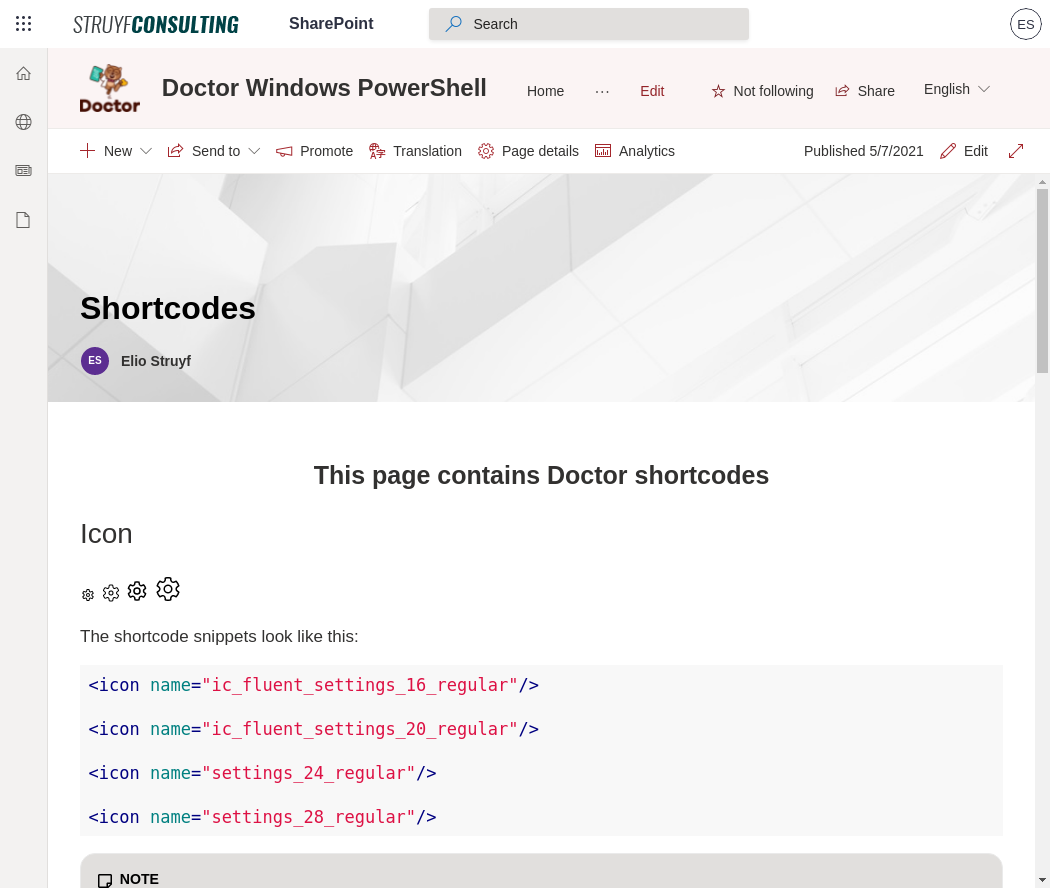 STRUYFCONSULTING SharePoint Search ES
Doctor
Doctor Windows PowerShell Home ... Edit Not following Share English
New Send to Promote Translation Page details Analytics Published 5/7/2021 Edit
Shortcodes
ES Elio Struyf
This page contains Doctor shortcodes
Icon
The shortcode snippets look like this:
<icon name="ic_fluent_settings_16_regular"/>
<icon name="ic_fluent_settings_20_regular"/>
<icon name="settings_24_regular"/>
<icon name="settings_28_regular"/>
NOTE